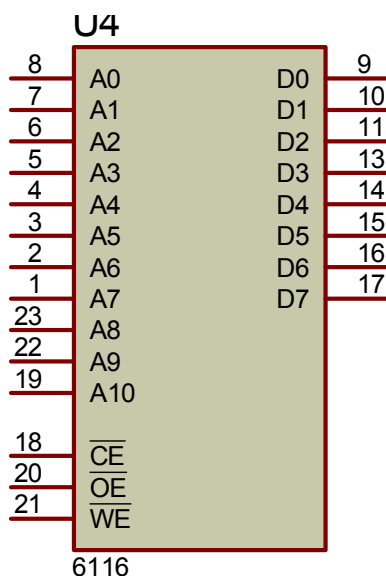 U4
8 A0 D0 9
7 A1 D1 10
6 A2 D2 11
5 A3 D3 13
4 A4 D4 14
3 A5 D5 15
2 A6 D6 16
1 A7 D7 17
23 A8
22 A9
19 A10
18 CE
20 OE
21 WE
6116